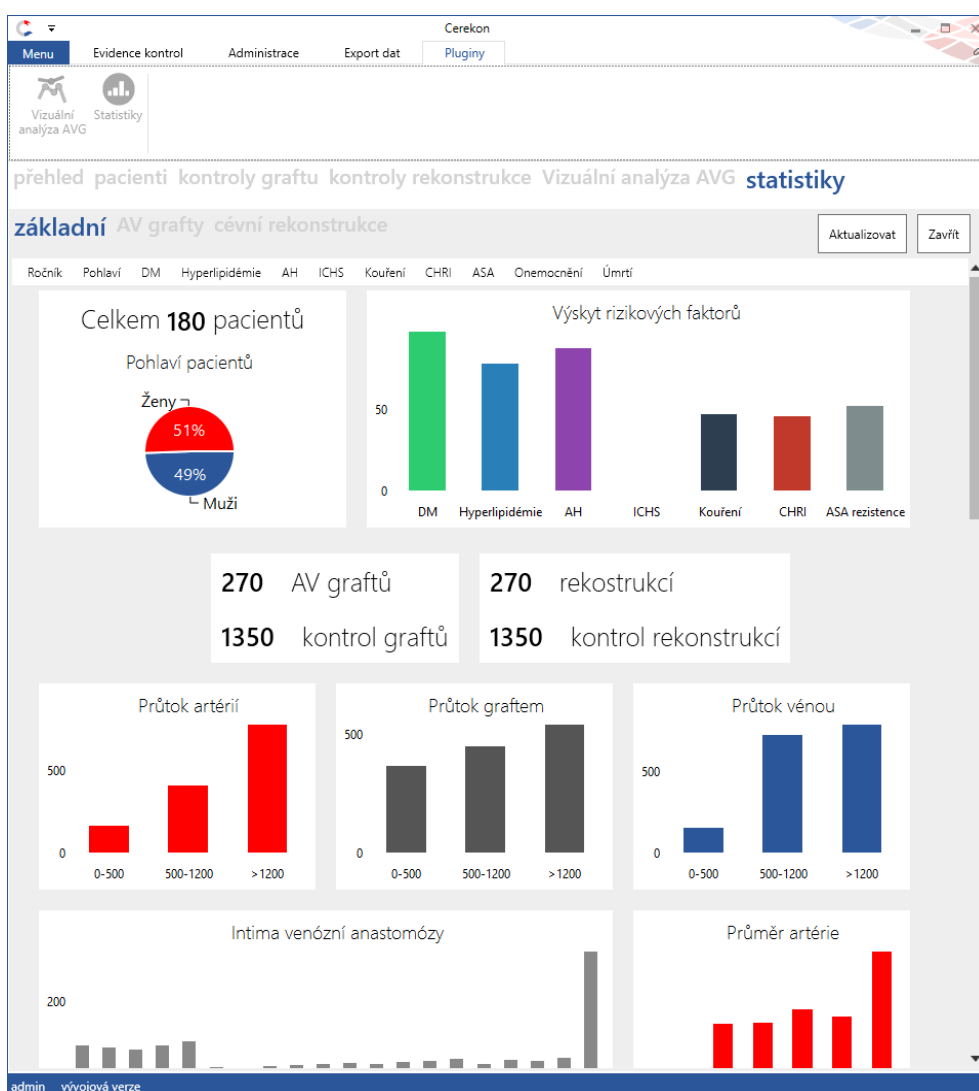 Cerekon
Menu Evidence kontrol Administrace Export dat Pluginy
Vizuální analýza AVG
Statistiky
přehled pacienti kontroly graftu kontroly rekonstrukce Vizuální analýza AVG statistiky
základní AV grafty cévní rekonstrukce
Aktualizovat Zavřít
Ročník Pohlaví DM Hyperlipidémie AH ICHS Kouření CHRI ASA Onemocnění Úmrtí
Celkem 180 pacientů
Pohlaví pacientů
Ženy
51%
49%
Muži
Výskyt rizikových faktorů
50
0
DM Hyperlipidémie AH ICHS Kouření CHRI ASA rezistence
270 AV graftů
1350 kontrol graftů
270 rekostrukcí
1350 kontrol rekonstrukcí
Průtok artérií
500
0
0-500 500-1200 >1200
Průtok graftem
500
0
0-500 500-1200 >1200
Průtok vénou
500
0
0-500 500-1200 >1200
Intima venózní anastomózy
200
Průměr artérie
admin vývojová verze